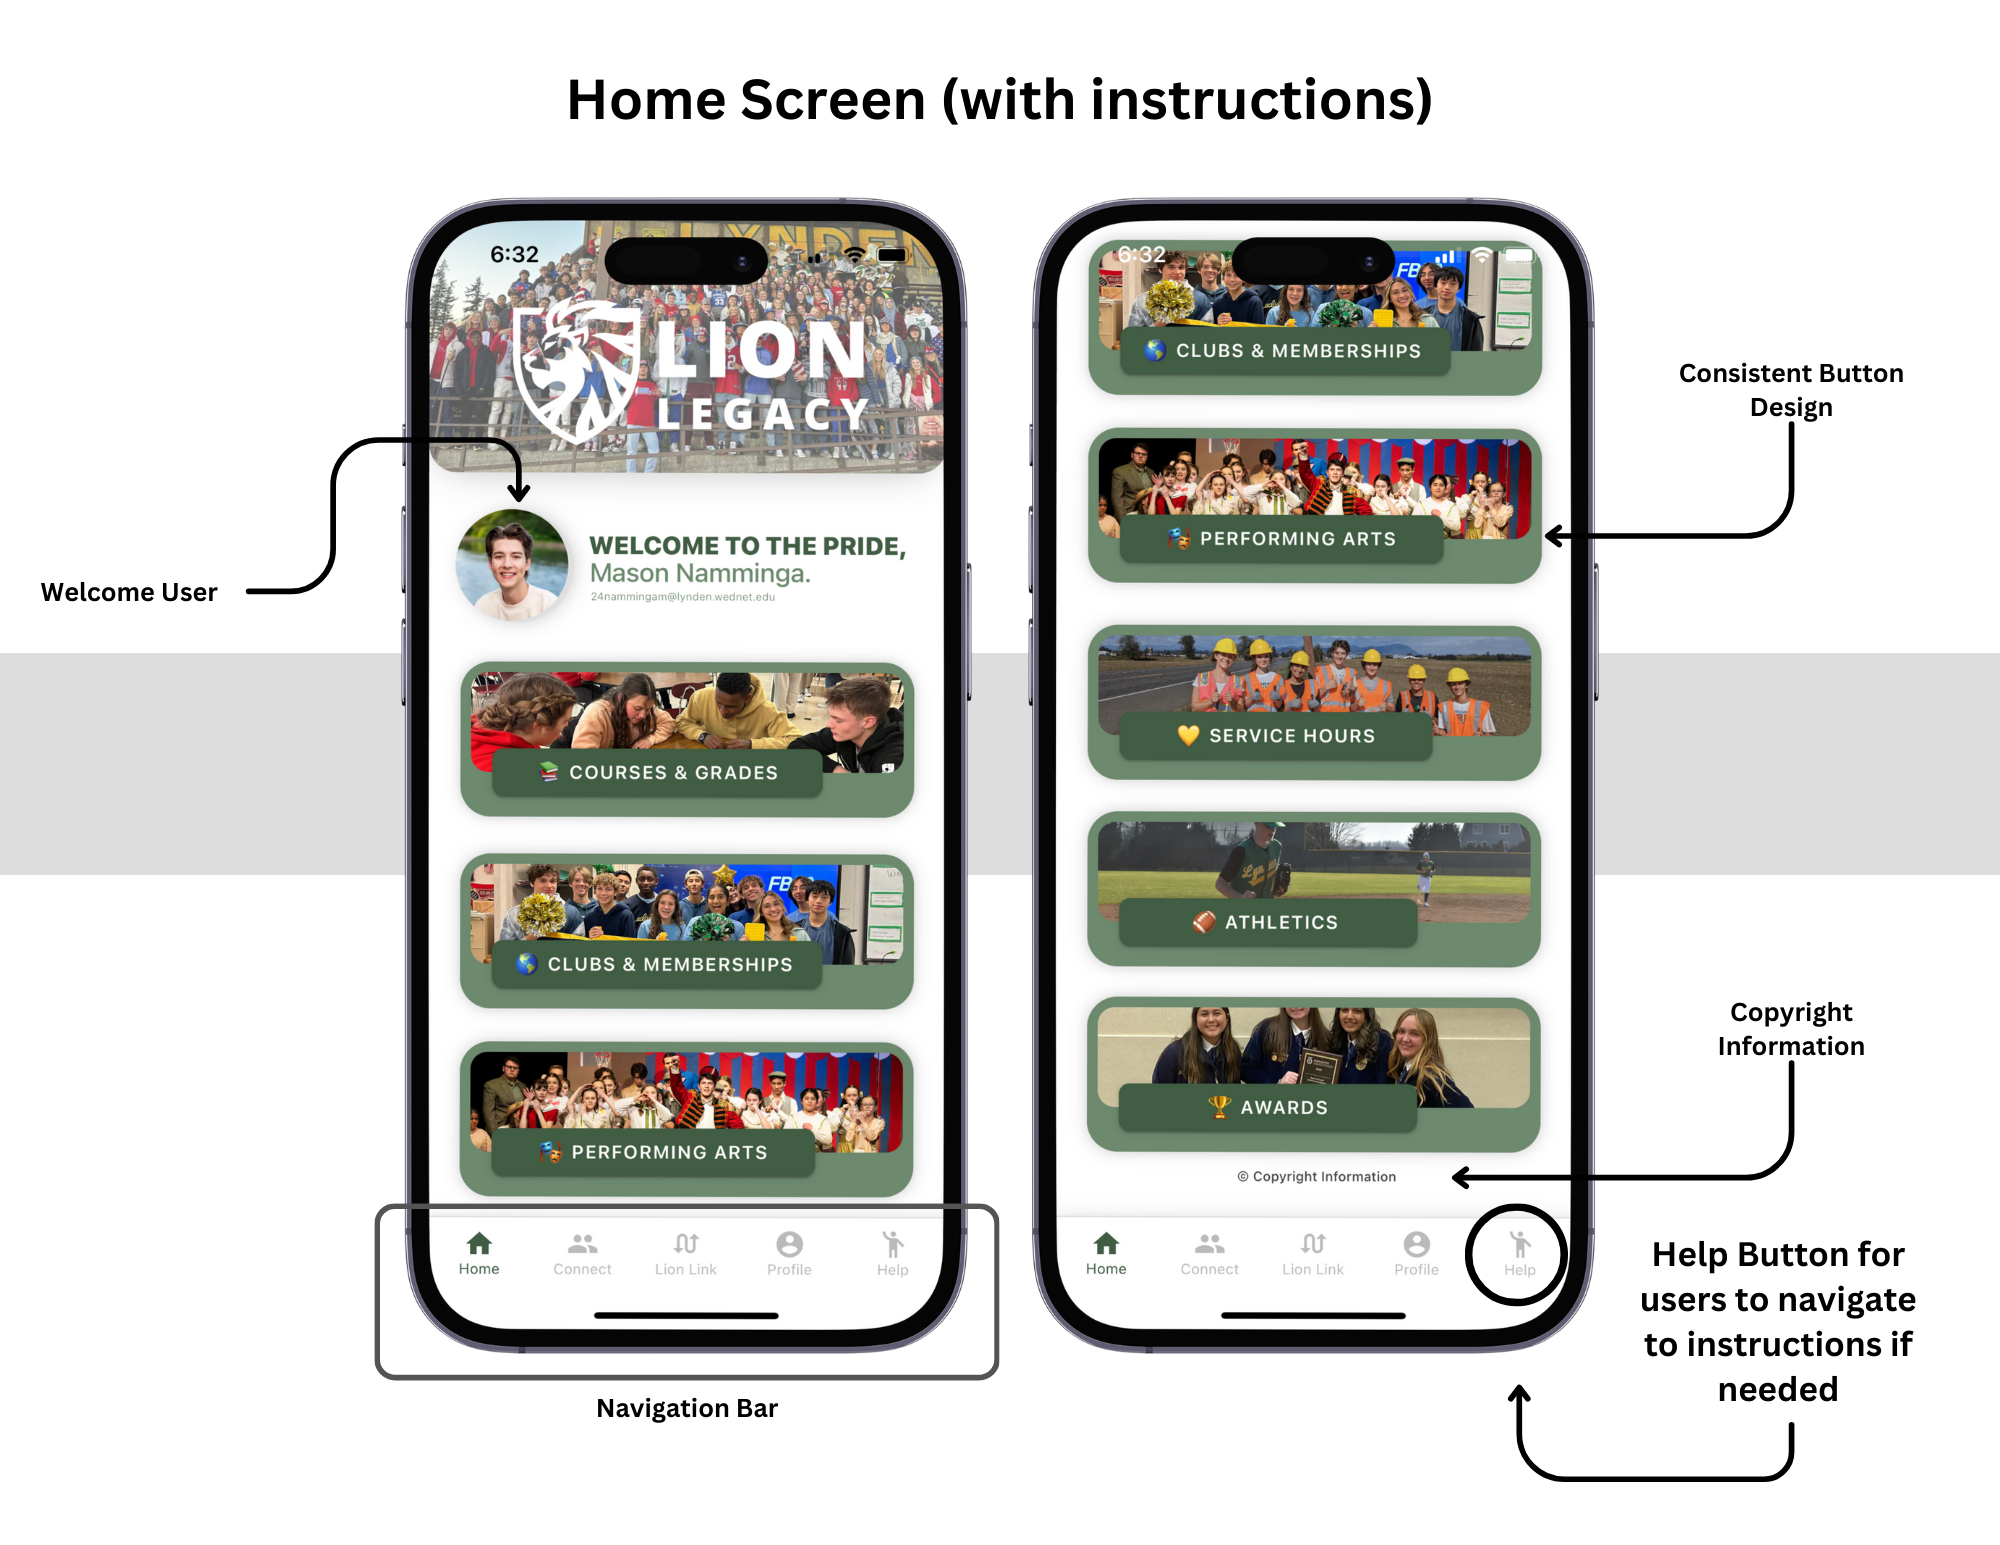 Home Screen (with instructions)
6:32
LYNDEN
LION
LEGACY
Welcome User
WELCOME TO THE PRIDE,
Mason Namminga.
24nammingam@lynden.wednet.edu
COURSES & GRADES
CLUBS & MEMBERSHIPS
PERFORMING ARTS
Home
Connect
Lion Link
Profile
Help
Navigation Bar
6:32
CLUBS & MEMBERSHIPS
PERFORMING ARTS
SERVICE HOURS
ATHLETICS
AWARDS
© Copyright Information
Home
Connect
Lion Link
Profile
Help
Consistent Button
Design
Copyright
Information
Help Button for
users to navigate
to instructions if
needed